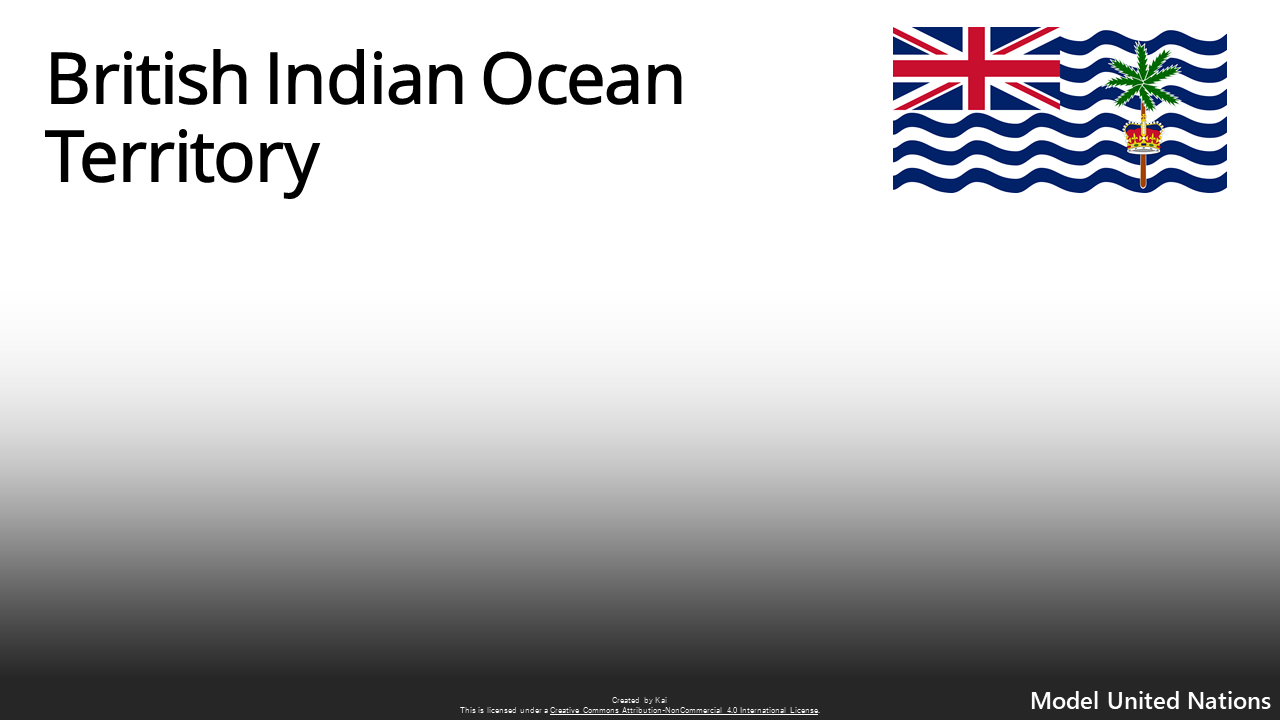 British Indian Ocean
Territory
Created by Kai
This is licensed under a Creative Commons Attribution-NonCommercial 4.0 International License.
Model United Nations